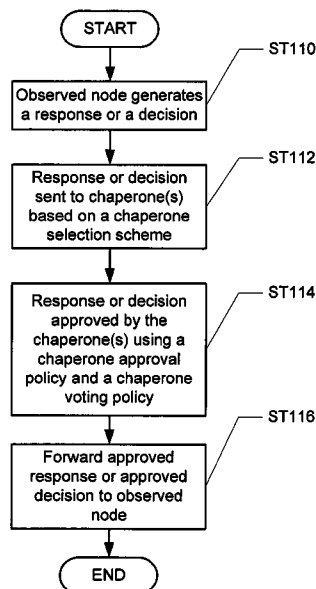 START
ST110
Observed node generates
a response or a decision
ST112
Response or decision
sent to chaperone(s)
based on a chaperone
selection scheme
ST114
Response or decision
approved by the
chaperone(s) using a
chaperone approval
policy and a chaperone
voting policy
ST116
Forward approved
response or approved
decision to observed
node
END